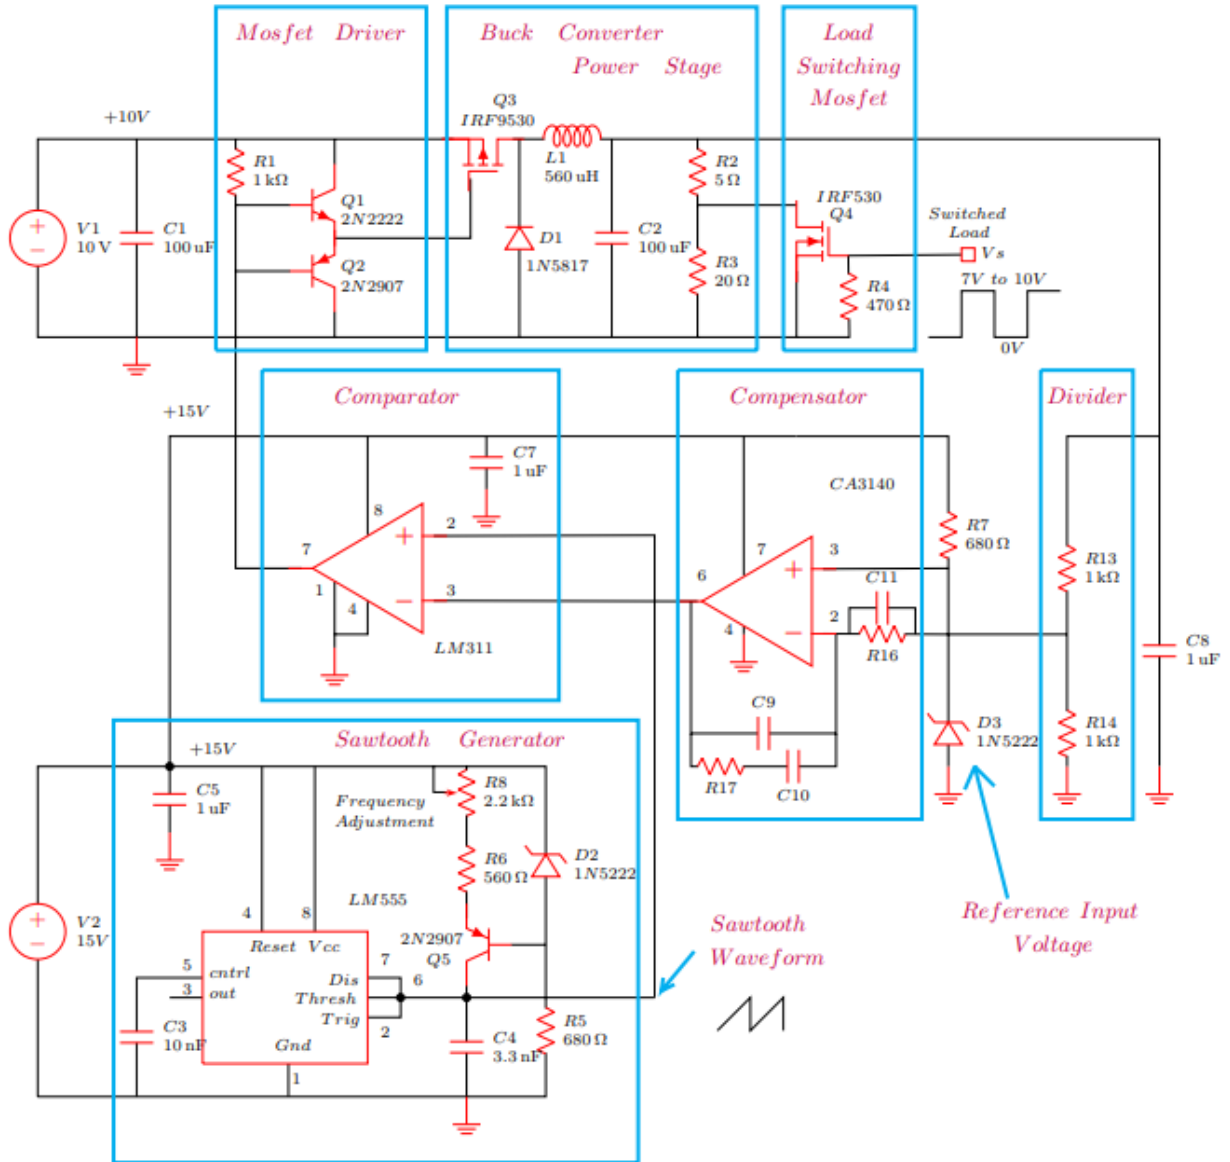 Mosfet Driver
Buck Converter
Power Stage
Load
Switching
Mosfet
+10V
Q3
IRF9530
R1
1 kΩ
Q1
2N2222
L1
560 uH
R2
5 Ω
IRF530
Q4
Switched
Load
Vs
V1
10 V
C1
100 uF
Q2
2N2907
D1
1N5817
C2
100 uF
R3
20 Ω
R4
470 Ω
7V to 10V
0V
+
−
Comparator
Compensator
Divider
+15V
C7
1 uF
CA3140
8
7
2
+
1
4
−
3
LM311
R7
680 Ω
7
3
6
+
C11
4
−
2
R16
R13
1 kΩ
C8
1 uF
C9
R17
C10
D3
1N5222
R14
1 kΩ
Sawtooth Generator
+15V
C5
1 uF
Frequency
Adjustment
R8
2.2 kΩ
R6
560 Ω
D2
1N5222
LM555
4
8
V2
15V
+
−
Reset Vcc
2N2907
Q5
5
cntrl
7
3
out
Dis
6
Thresh
Trig
2
C3
10 nF
Gnd
1
C4
3.3 nF
R5
680 Ω
Sawtooth
Waveform
Reference Input
Voltage